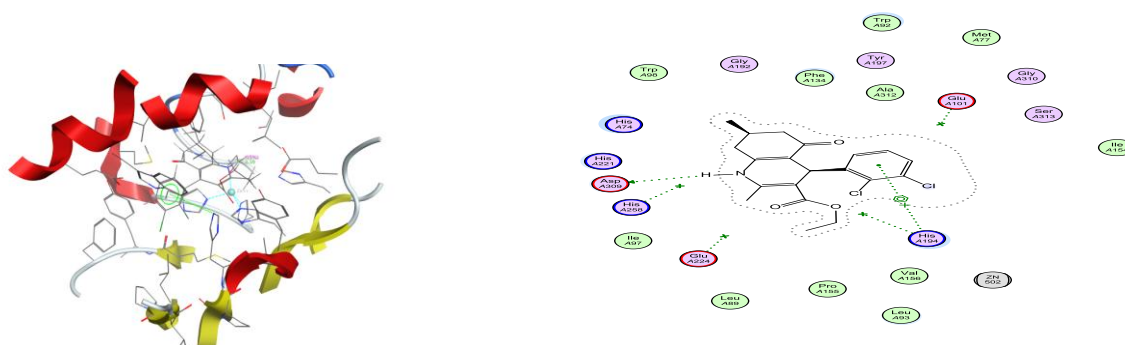 Trp
A92
Met
A77
Tyr
A197
Gly
A192
Trp
A98
Phe
A134
Gly
A310
Ala
A312
Glu
A101
Ser
A313
His
A74
Ile
A154
O
His
A221
Asp
A309
H
N
Cl
Cl
His
A258
O
O
Ile
A97
His
A194
Glu
A224
Val
A156
ZN
502
Pro
A155
Leu
A89
Leu
A93